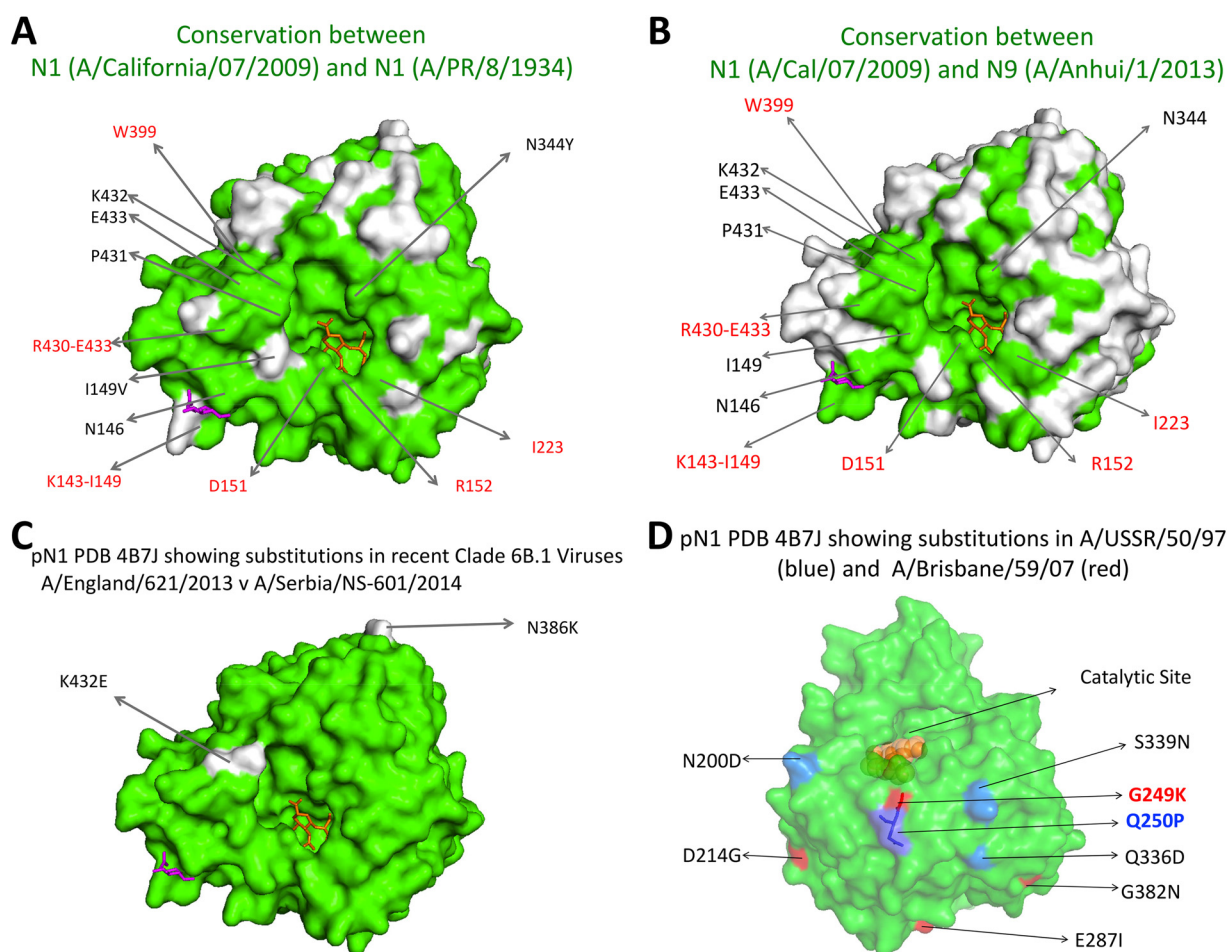 A
Conservation between
N1 (A/California/07/2009) and N1 (A/PR/8/1934)
W399
N344Y
K432
E433
P431
R430-E433
I149V
N146
K143-I149
D151
R152
I223
B
Conservation between
N1 (A/Cal/07/2009) and N9 (A/Anhui/1/2013)
W399
N344
K432
E433
P431
R430-E433
I149
N146
K143-I149
D151
R152
I223
C
pN1 PDB 4B7J showing substitutions in recent Clade 6B.1 Viruses
A/England/621/2013 v A/Serbia/NS-601/2014
N386K
K432E
D
pN1 PDB 4B7J showing substitutions in A/USSR/50/97
(blue) and A/Brisbane/59/07 (red)
Catalytic Site
N200D
S339N
G249K
Q250P
D214G
Q336D
G382N
E287I